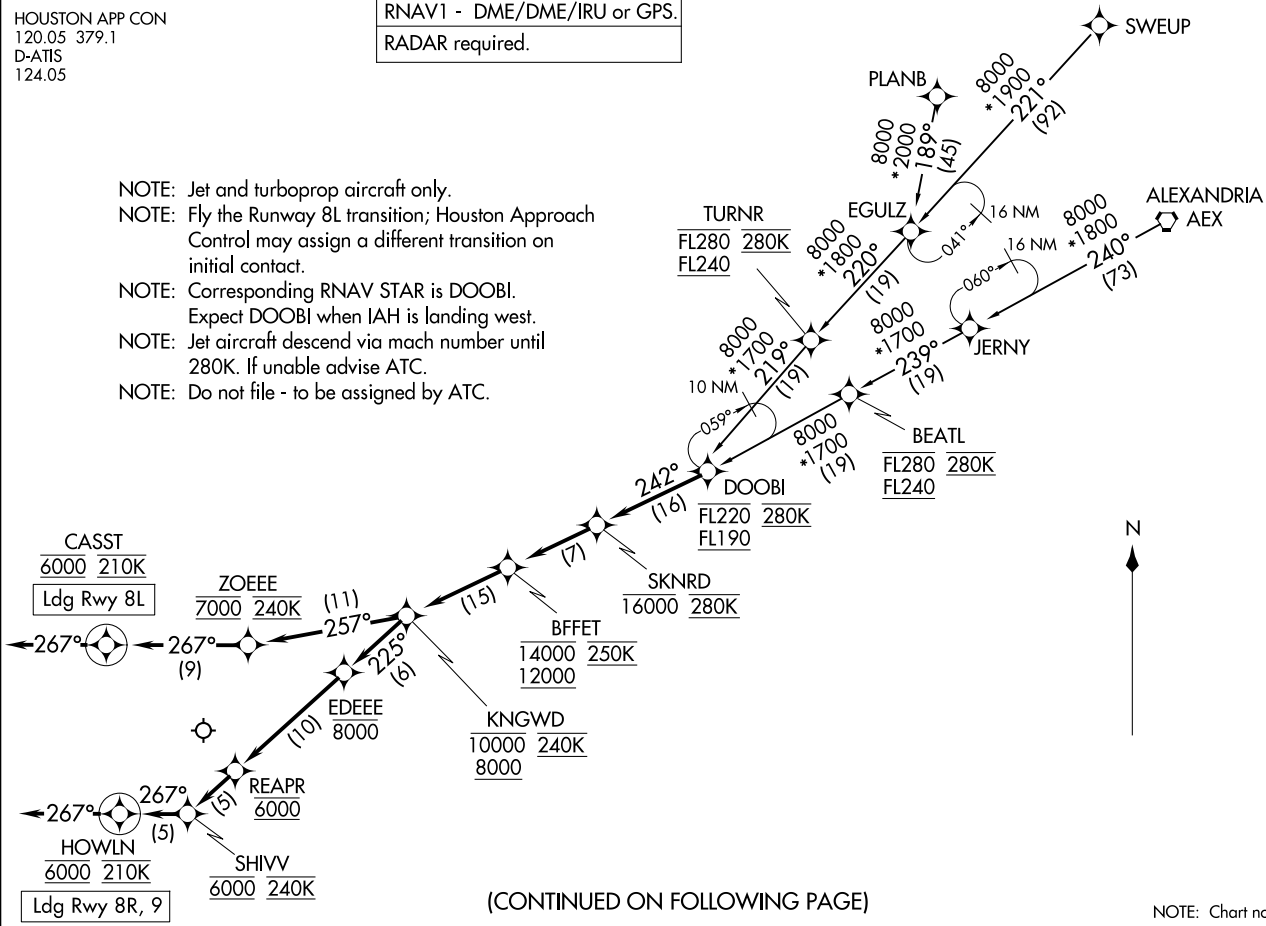 HOUSTON APP CON
120.05 379.1
D-ATIS
124.05
RNAV1 - DME/DME/IRU or GPS.
RADAR required.
NOTE: Jet and turboprop aircraft only.
NOTE: Fly the Runway 8L transition; Houston Approach
Control may assign a different transition on
initial contact.
NOTE: Corresponding RNAV STAR is DOOBI.
Expect DOOBI when IAH is landing west.
NOTE: Jet aircraft descend via mach number until
280K. If unable advise ATC.
NOTE: Do not file - to be assigned by ATC.
SWEUP
8000
*1900
221°
(92)
PLANB
8000
*2000
189°
(45)
EGULZ
041°
16 NM
ALEXANDRIA
AEX
8000
*1800
240°
(73)
060°
16 NM
JERNY
TURNR
FL280 280K
FL240
8000
*1800
220°
(19)
8000
*1700
239°
(19)
8000
*1700
219°
(19)
10 NM
059°
BEATL
FL280 280K
FL240
8000
*1700
(19)
DOOBI
FL220 280K
FL190
242°
(16)
SKNRD
16000 280K
(7)
BFFET
14000 250K
12000
(15)
KNGWD
10000 240K
8000
CASST
6000 210K
Ldg Rwy 8L
ZOEEE
7000 240K
(11)
257°
267°
267°
(9)
225°
(6)
EDEEE
8000
(10)
REAPR
6000
(5)
267°
267°
(5)
HOWLN
6000 210K
Ldg Rwy 8R, 9
SHIVV
6000 240K
N
(CONTINUED ON FOLLOWING PAGE)
NOTE: Chart